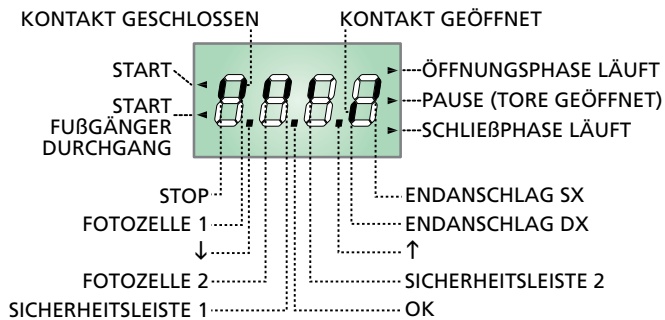 KONTAKT GESCHLOSSEN
KONTAKT GEÖFFNET
START
START
FUßGÄNGER
DURCHGANG
ÖFFNUNGSPHASE LÄUFT
PAUSE (TORE GEÖFFNET)
SCHLIEßPHASE LÄUFT
STOP
FOTOZELLE 1
↓
FOTOZELLE 2
SICHERHEITSLEISTE 1
ENDANSCHLAG SX
ENDANSCHLAG DX
↑
SICHERHEITSLEISTE 2
OK